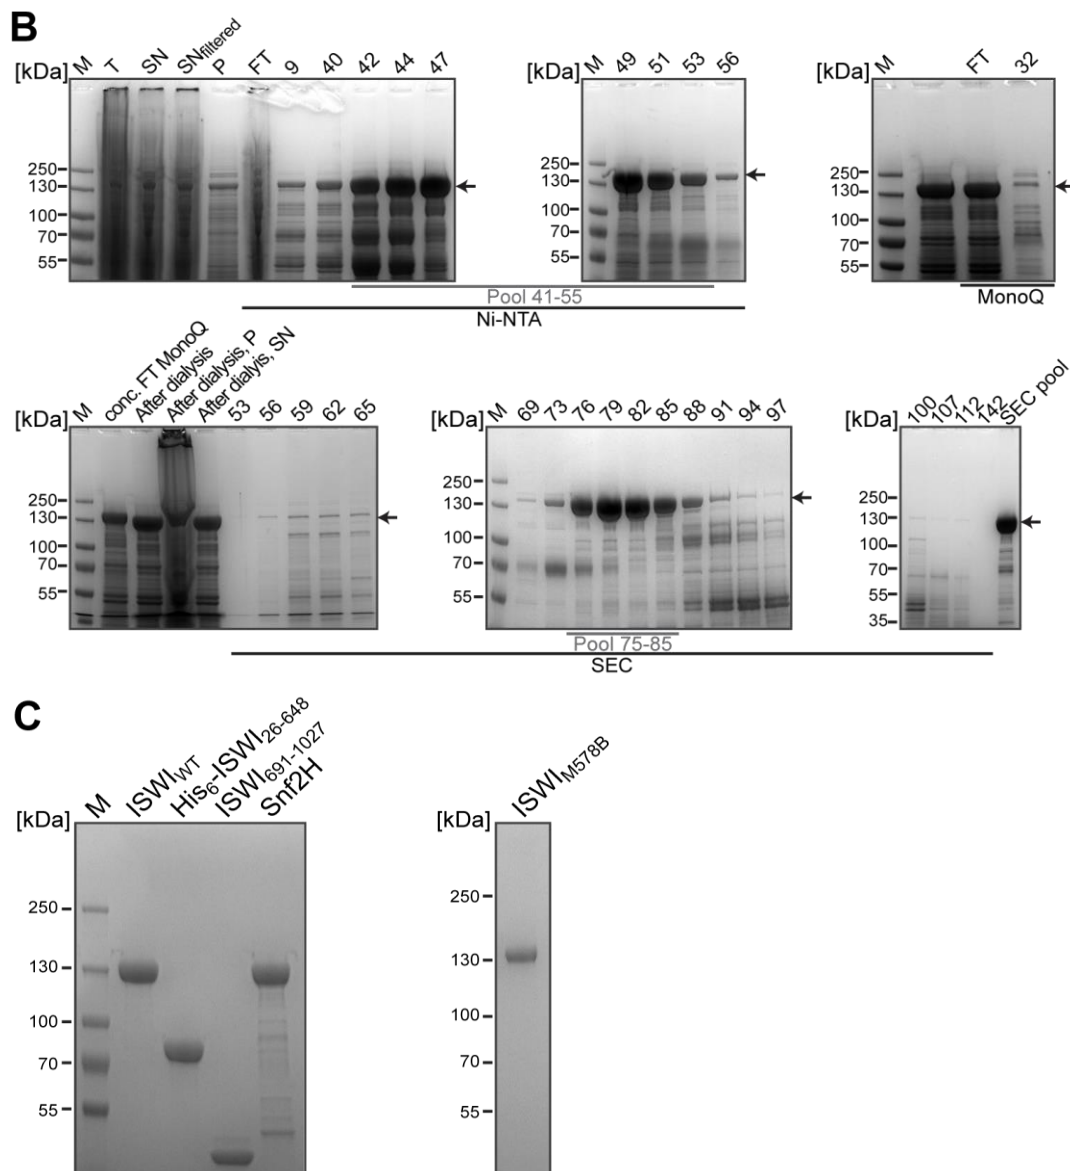 B
[kDa] M T SN SNfiltered P FT 9 40 42 44 47
250
130
100
70
55
[kDa] M 49 51 53 56
250
130
100
70
55
Pool 41-55
Ni-NTA
[kDa] M FT 32
250
130
100
70
55
MonoQ
[kDa] M conc. FT MonoQ After dialysis After dialysis, P After dialyis, SN 53 56 59 62 65
250
130
100
70
55
[kDa] M 69 73 76 79 82 85 88 91 94 97
250
130
100
70
55
Pool 75-85
[kDa] 100 107 112 142 SEC pool
250
130
100
70
55
35
SEC
C
[kDa] M ISWIWT His6-ISWI26-648 ISWI691-1027 Snf2H
250
130
100
70
55
[kDa] ISWIM578B
250
130
100
70
55